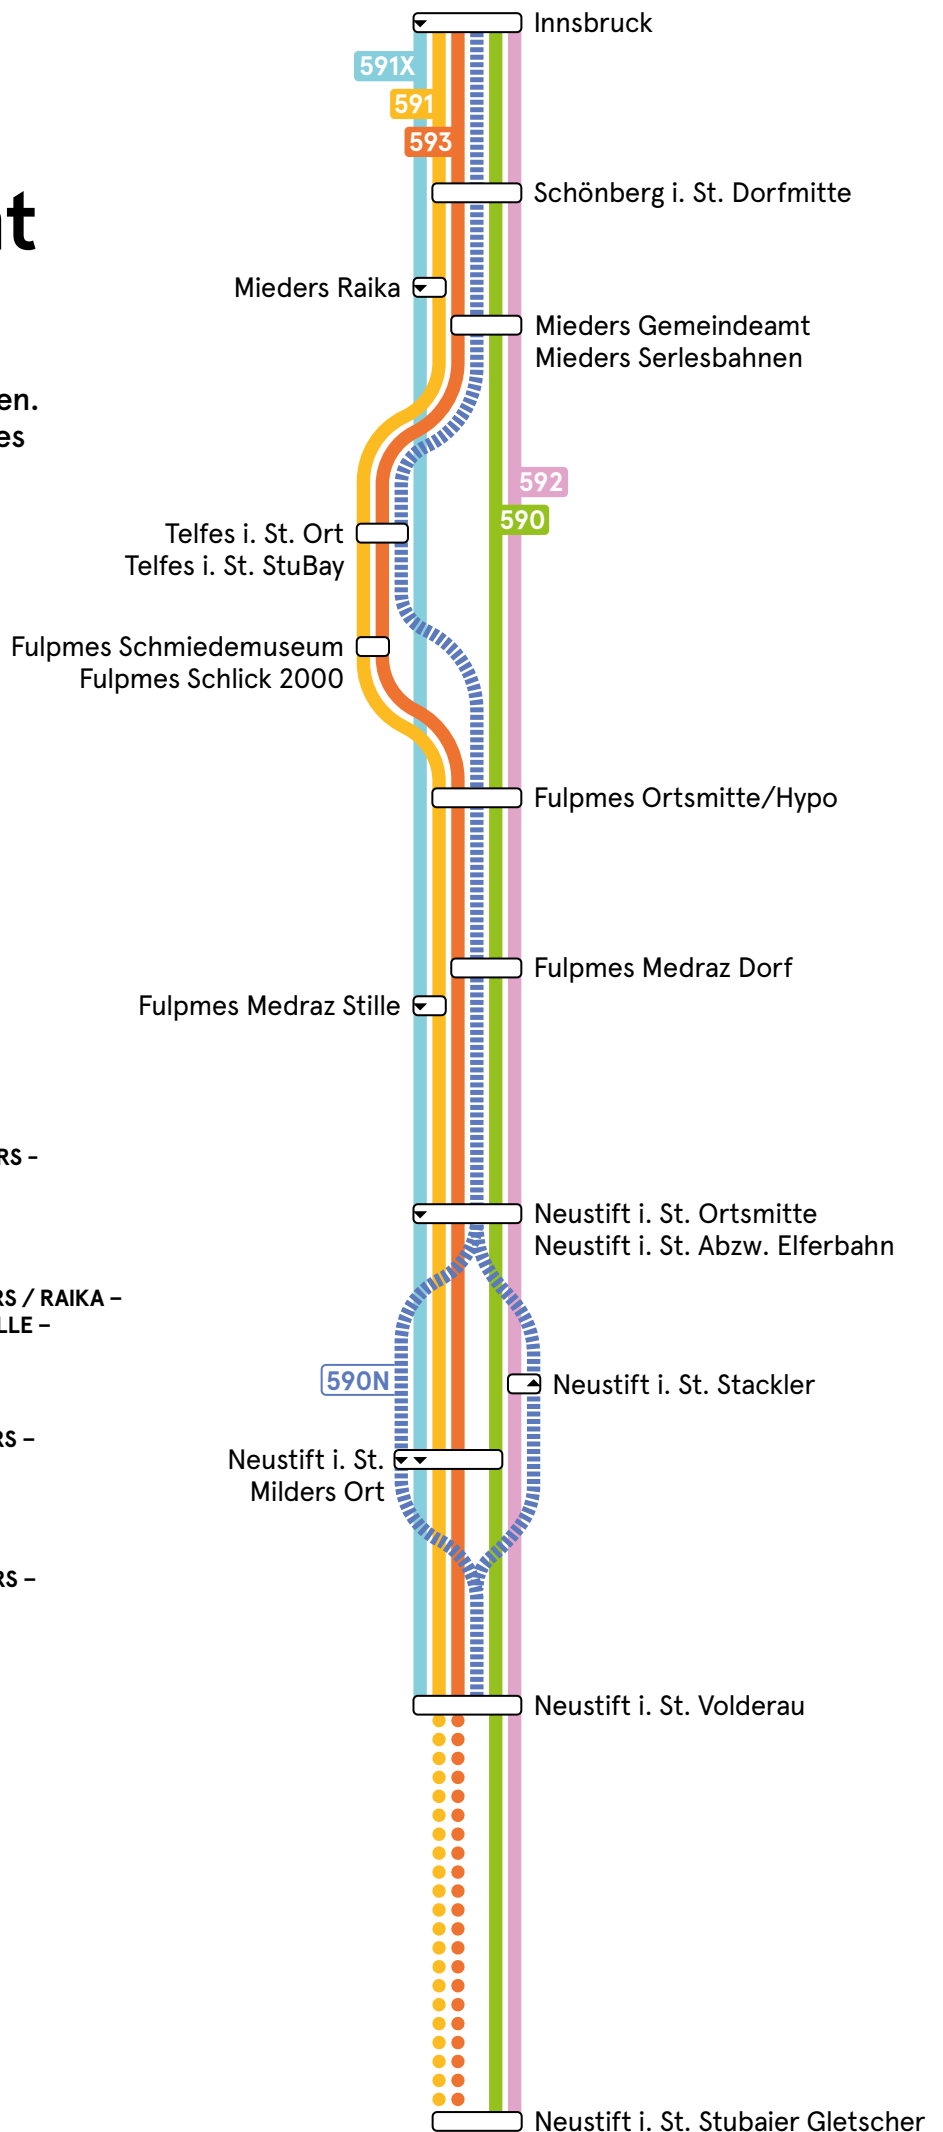 Innsbruck
591X
591
593
Schönberg i. St. Dorfmitte
nt
Mieders Raika
Mieders Gemeindeamt
Mieders Serlesbahnen
en.
es
592
590
Telfes i. St. Ort
Telfes i. St. StuBay
Fulpmes Schmiedemuseum
Fulpmes Schlick 2000
Fulpmes Ortsmitte/Hypo
Fulpmes Medraz Dorf
Fulpmes Medraz Stille
RS –
Neustift i. St. Ortsmitte
Neustift i. St. Abzw. Elferbahn
RS / RAIKA –
LLE –
590N
Neustift i. St. Stackler
RS –
Neustift i. St.
Milders Ort
RS –
Neustift i. St. Volderau
Neustift i. St. Stubaier Gletscher